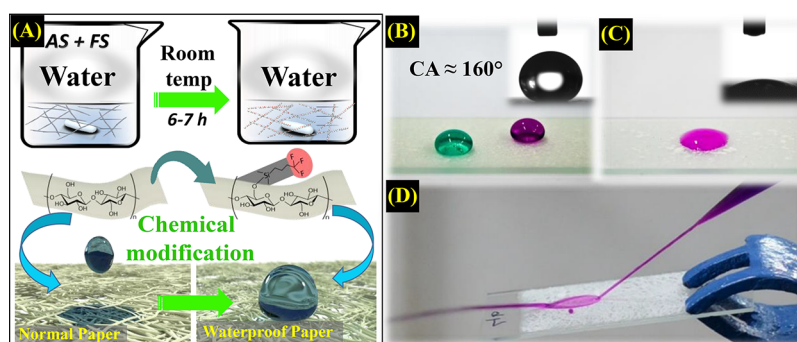 (A)
AS + FS
Water
Room
temp
6-7 h
Water
Chemical
modification
Normal Paper
Waterproof Paper
(B)
CA ≈ 160°
(C)
(D)